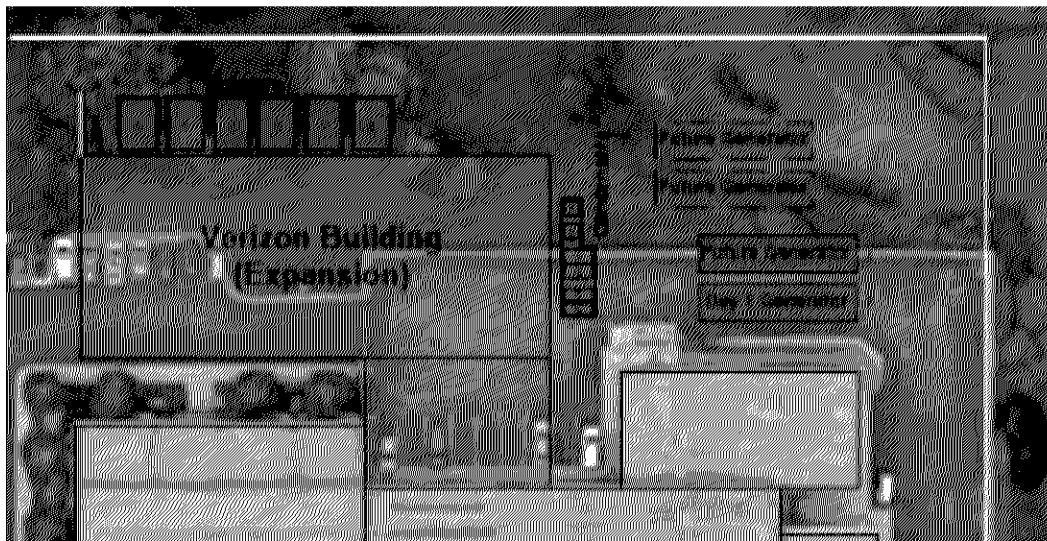 Future Generator
Future Generator
Verizon Building
(Expansion)
Future Generator
Day 1 Generator